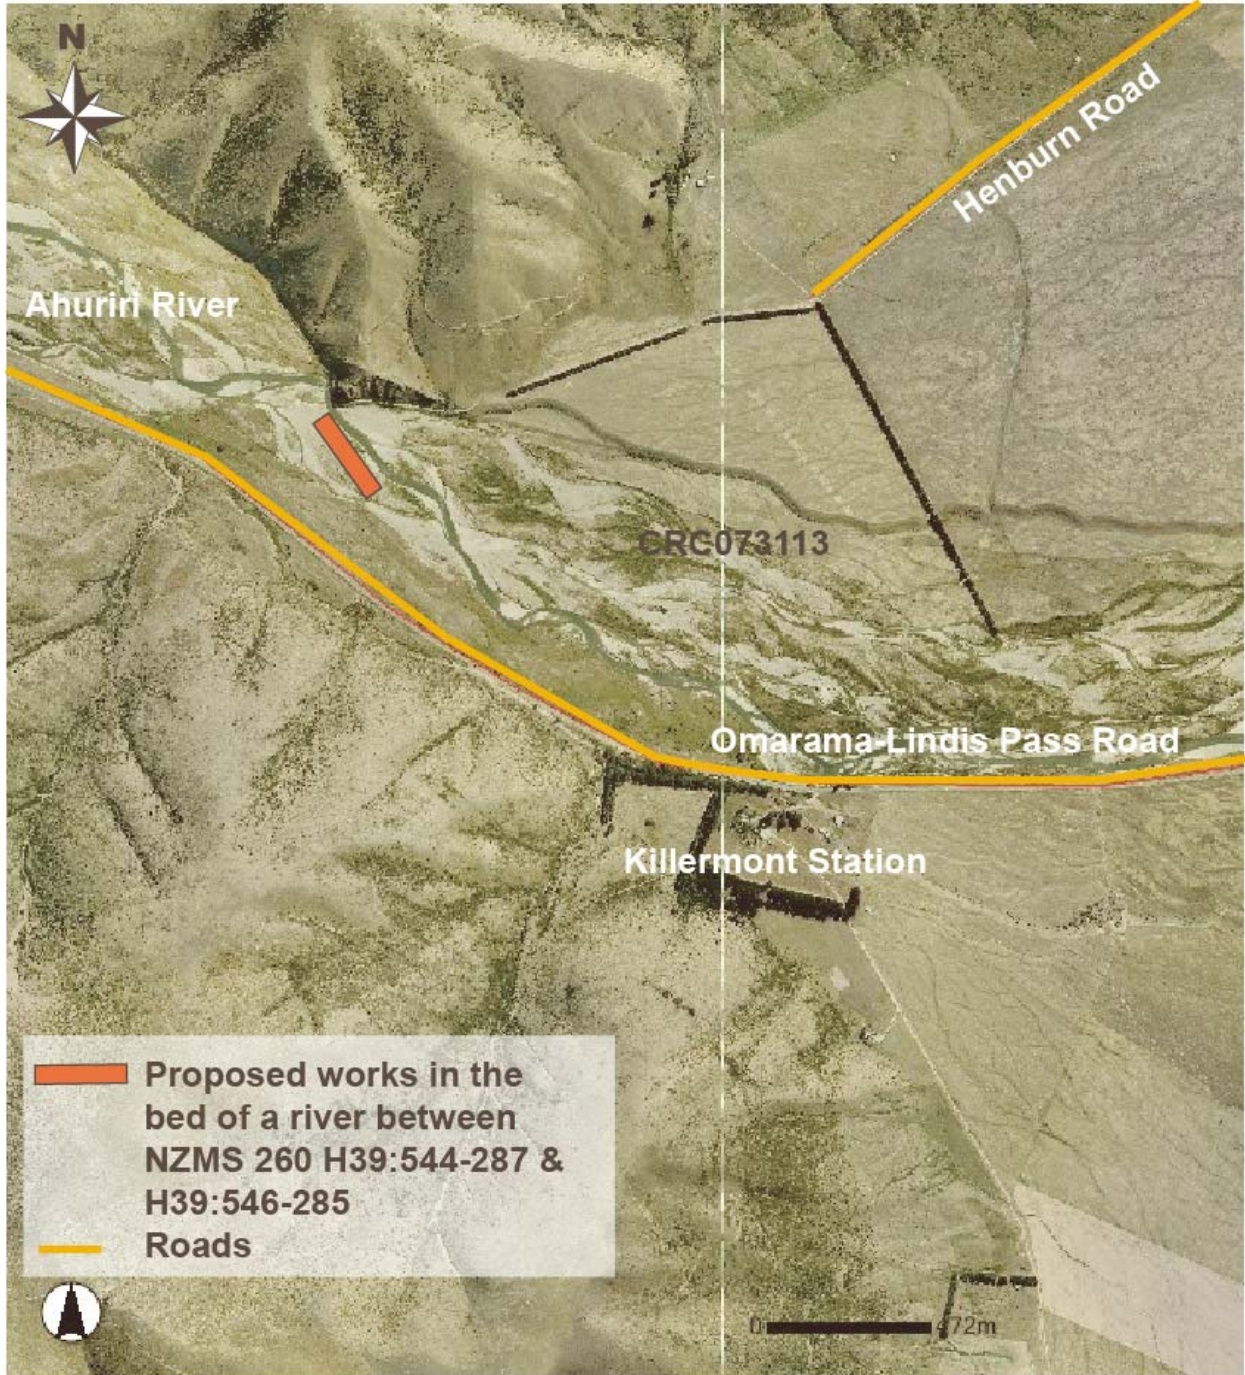 N
Henburn Road
Ahuriri River
CRC073113
Omarama-Lindis Pass Road
Killermont Station
Proposed works in the
bed of a river between
NZMS 260 H39:544-287 &
H39:546-285
Roads
0 472m